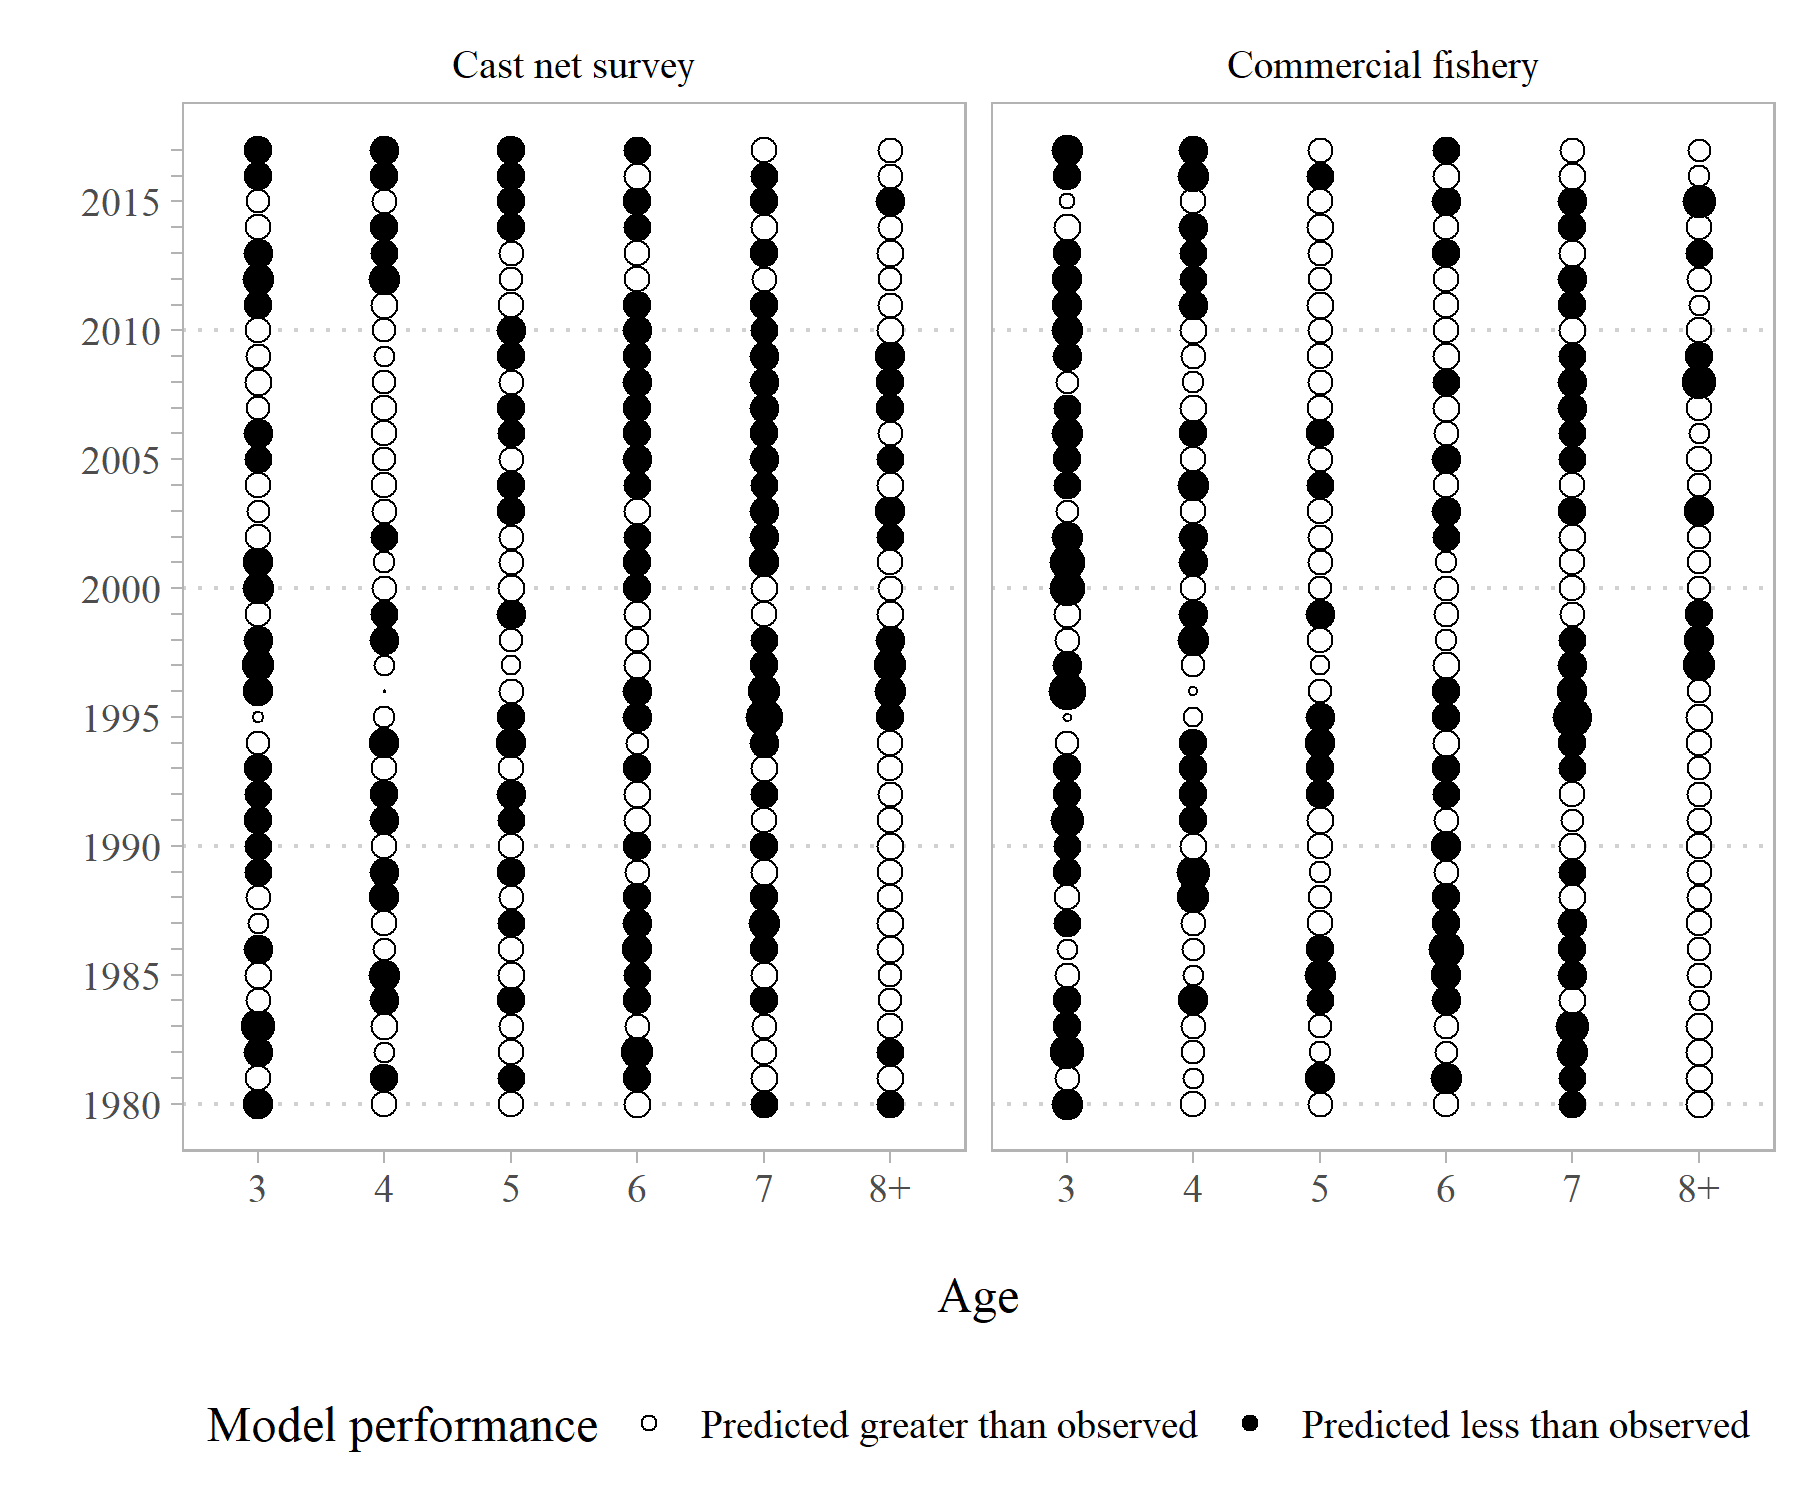 Cast net survey Commercial fishery
2015
2010
2005
2000
1995
1990
1985
1980
3 4 5 6 7 8+ 3 4 5 6 7 8+
Age
Model performance Predicted greater than observed Predicted less than observed